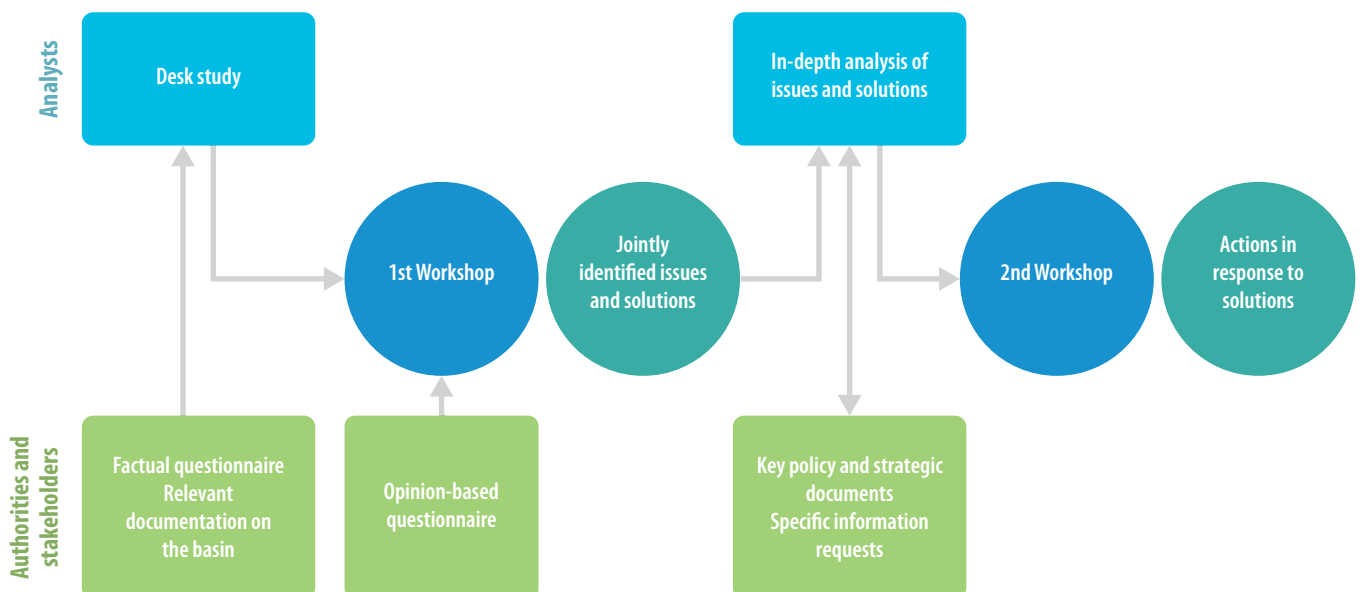 Analysts
Desk study
In-depth analysis of
issues and solutions
1st Workshop
Jointly
identified issues
and solutions
2nd Workshop
Actions in
response to
solutions
Authorities and
stakeholders
Factual questionnaire
Relevant
documentation on
the basin
Opinion-based
questionnaire
Key policy and strategic
documents
Specific information
requests